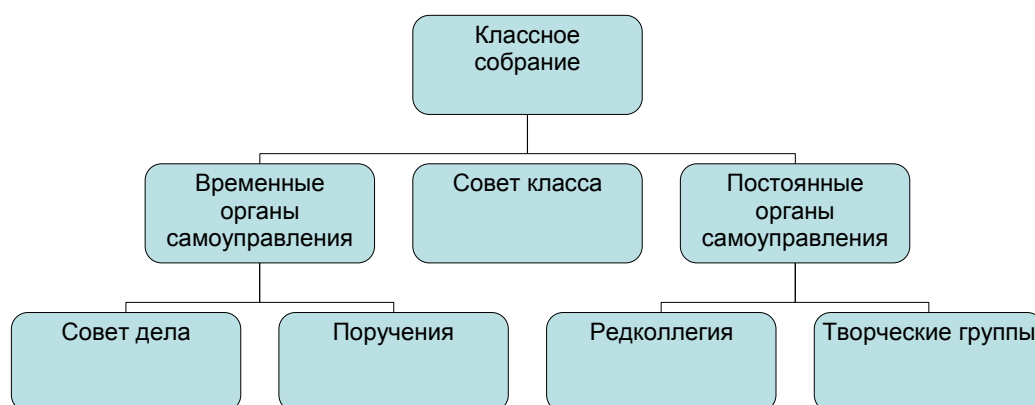 Классное
собрание
Временные
органы
самоуправления
Совет класса
Постоянные
органы
самоуправления
Совет дела
Поручения
Редколлегия
Творческие группы